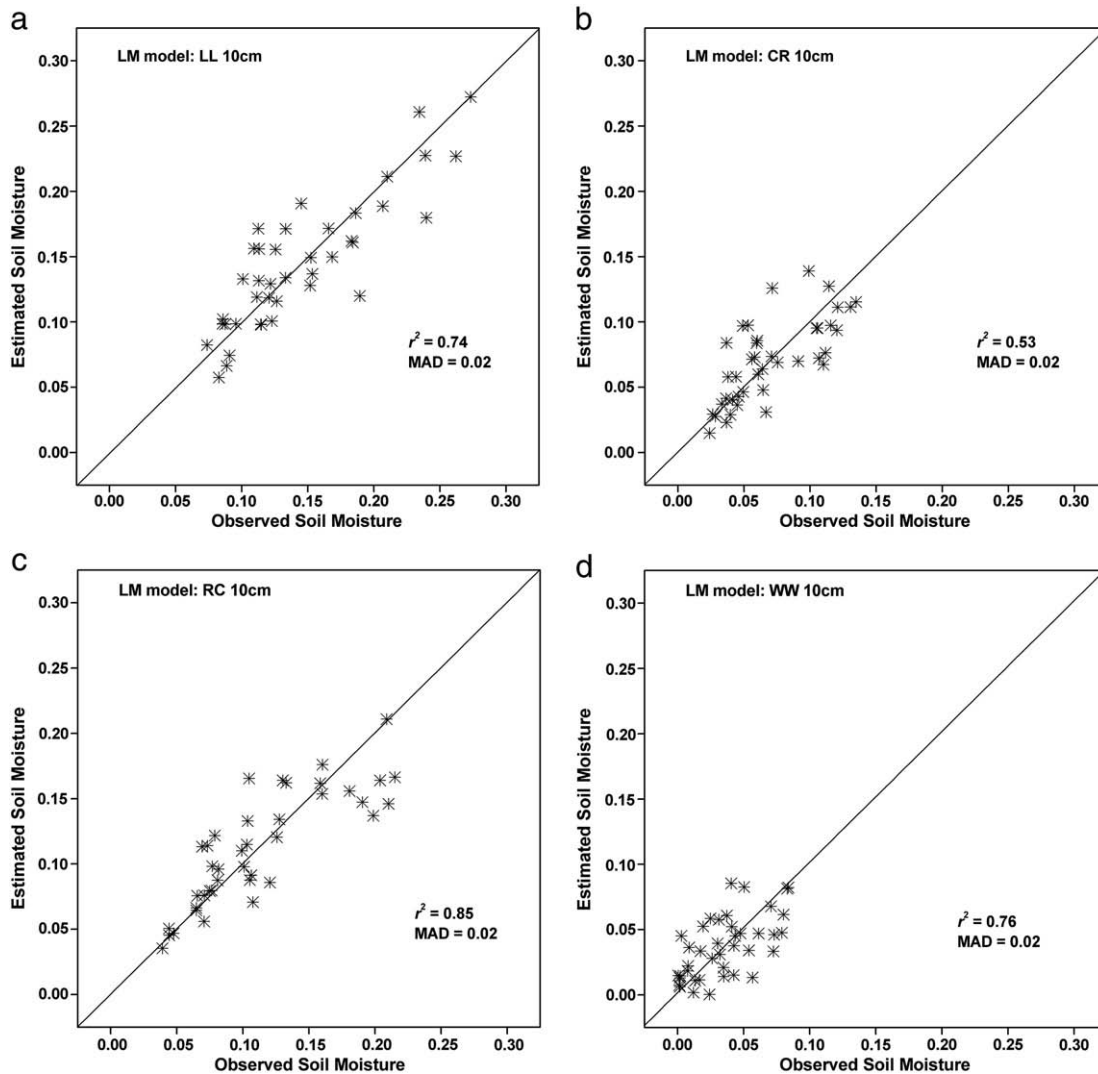 a
LM model: LL 10cm
0.30
0.25
0.20
0.15
0.10
0.05
0.00
Estimated Soil Moisture
r² = 0.74
MAD = 0.02
0.00 0.05 0.10 0.15 0.20 0.25 0.30
Observed Soil Moisture
b
LM model: CR 10cm
0.30
0.25
0.20
0.15
0.10
0.05
0.00
Estimated Soil Moisture
r² = 0.53
MAD = 0.02
0.00 0.05 0.10 0.15 0.20 0.25 0.30
Observed Soil Moisture
c
LM model: RC 10cm
0.30
0.25
0.20
0.15
0.10
0.05
0.00
Estimated Soil Moisture
r² = 0.85
MAD = 0.02
0.00 0.05 0.10 0.15 0.20 0.25 0.30
Observed Soil Moisture
d
LM model: WW 10cm
0.30
0.25
0.20
0.15
0.10
0.05
0.00
Estimated Soil Moisture
r² = 0.76
MAD = 0.02
0.00 0.05 0.10 0.15 0.20 0.25 0.30
Observed Soil Moisture